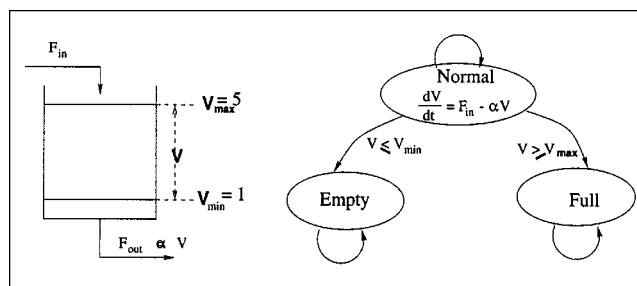 F_in
V_max = 5
V
V_min = 1
F_out α V
Normal
dV/dt = F_in - αV
V ≤ V_min
V ≥ V_max
Empty
Full